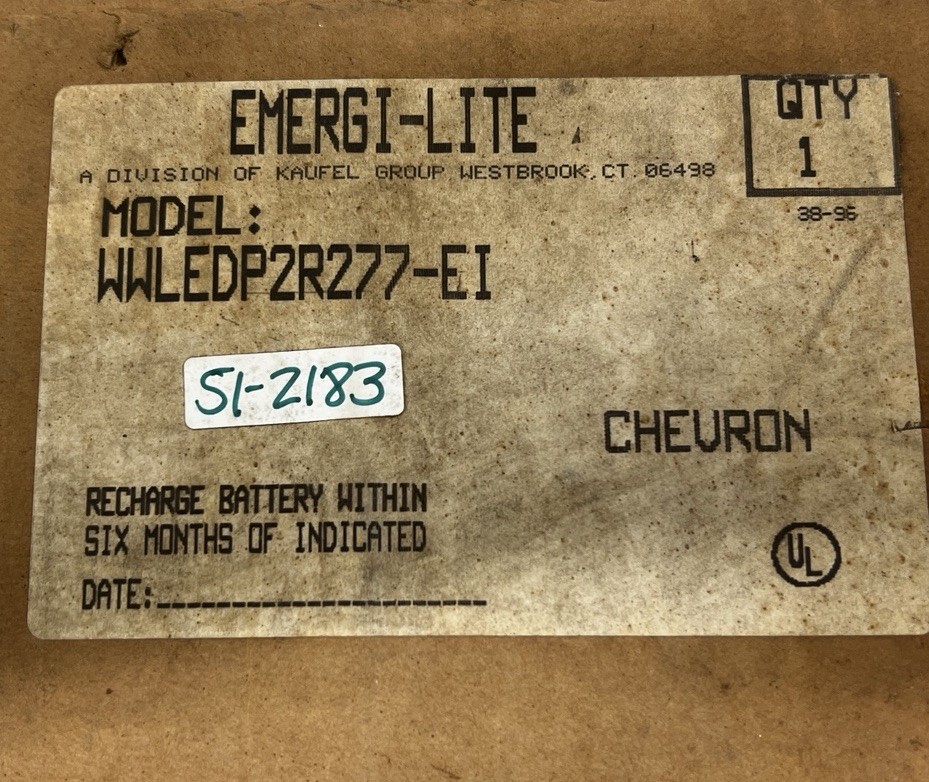 EMERGI-LITE
QTY
1
A DIVISION OF KAUFEL GROUP WESTBROOK, CT. 06498
38-96
MODEL:
WWLEDP2R277-EI
51-2183
CHEVRON
RECHARGE BATTERY WITHIN
SIX MONTHS OF INDICATED
DATE:______________________
UL